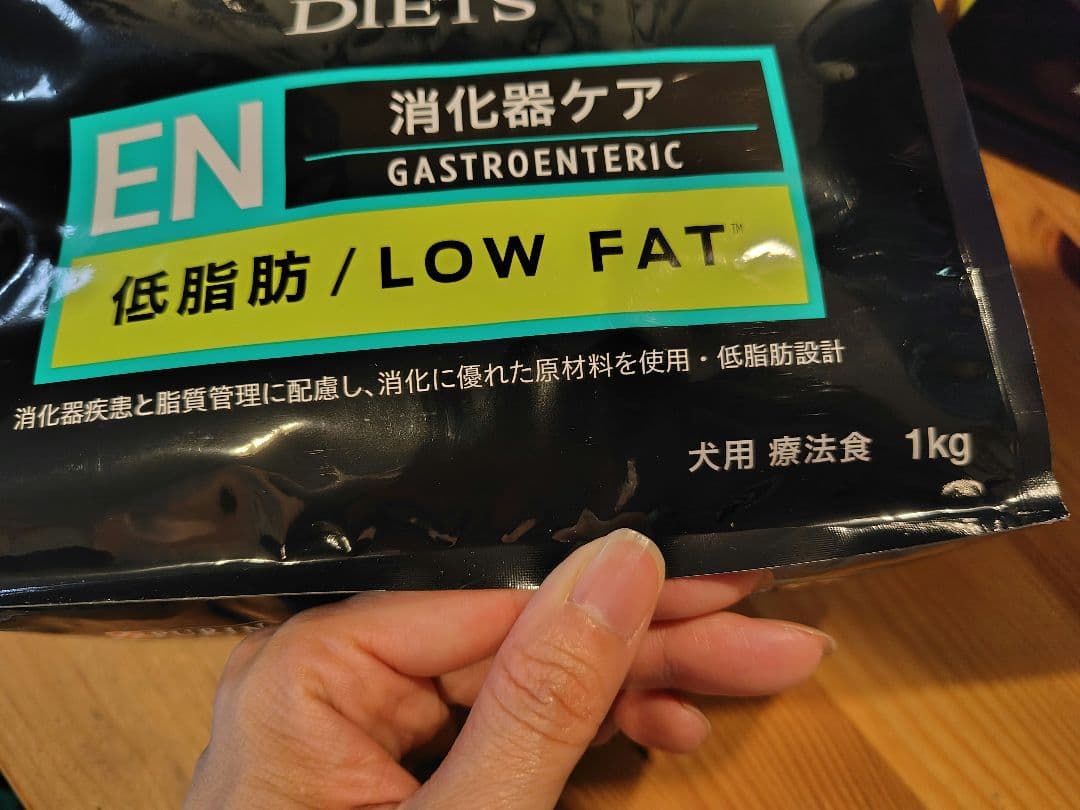 DIETS
EN
消化器ケア
GASTROENTERIC
低脂肪 / LOW FAT™
消化器疾患と脂質管理に配慮し、消化に優れた原材料を使用・低脂肪設計
犬用 療法食 1kg